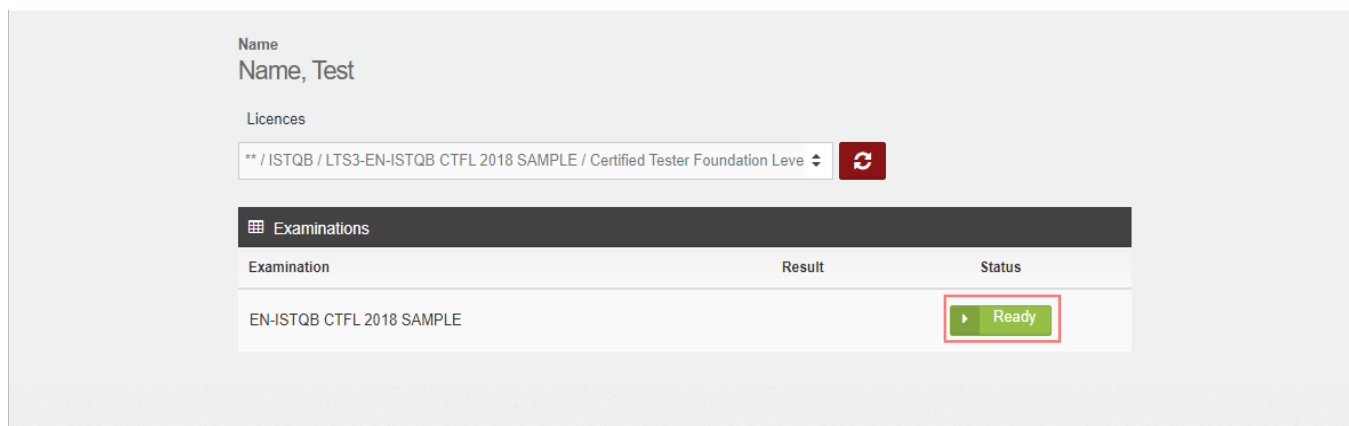 Name
Name, Test
Licences
** / ISTQB / LTS3-EN-ISTQB CTFL 2018 SAMPLE / Certified Tester Foundation Leve
Examinations
Examination Result Status
EN-ISTQB CTFL 2018 SAMPLE Ready